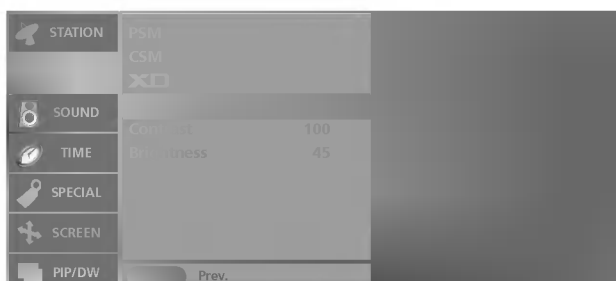 STATION
PSM
CSM
XD
SOUND
Contrast 100
TIME
Brightness 45
SPECIAL
SCREEN
PIP/DW
Prev.